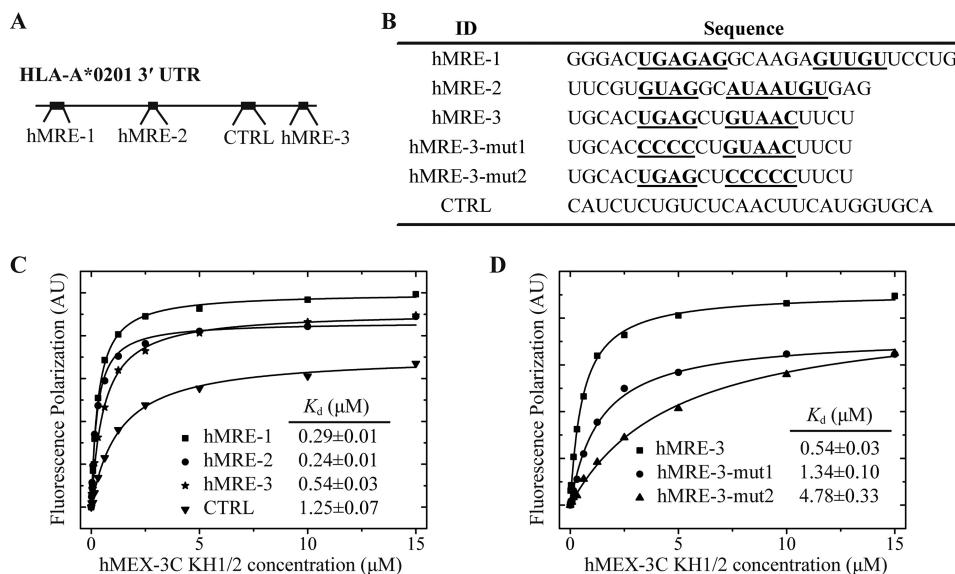 A
HLA-A*0201 3′ UTR
hMRE-1 hMRE-2 CTRL hMRE-3
B
ID Sequence
hMRE-1 GGGACUGAGAGGCAAGAGUUGUUCCUG
hMRE-2 UUCGUGUAGGCAUAAUGUGAG
hMRE-3 UGCACUGAGCUGUAACUUCU
hMRE-3-mut1 UGCACCCCCCUGUAACUUCU
hMRE-3-mut2 UGCACUGAGCUCCCCCUUCU
CTRL CAUCUCUGUCUCAACUUCAUGGUGCA
C
Fluorescence Polarization (AU)
Kd (μM)
hMRE-1 0.29±0.01
hMRE-2 0.24±0.01
hMRE-3 0.54±0.03
CTRL 1.25±0.07
0 5 10 15
hMEX-3C KH1/2 concentration (μM)
D
Fluorescence Polarization (AU)
Kd (μM)
hMRE-3 0.54±0.03
hMRE-3-mut1 1.34±0.10
hMRE-3-mut2 4.78±0.33
0 5 10 15
hMEX-3C KH1/2 concentration (μM)